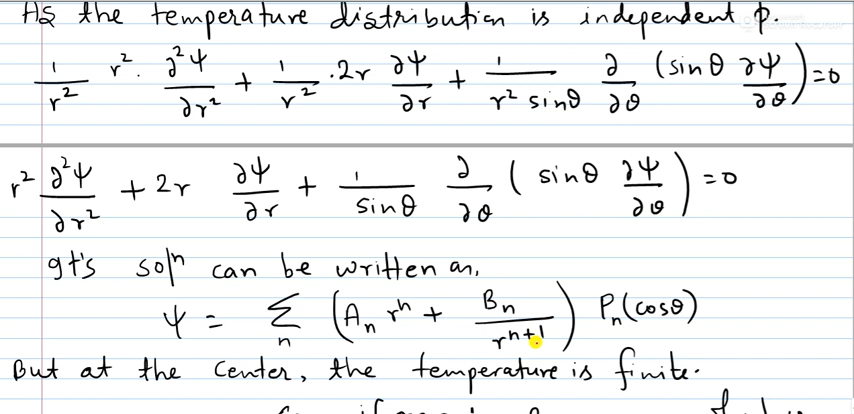 As the temperature distribution is independent φ.
1/r² r². ∂²Ψ/∂r² + 1/r² .2r ∂Ψ/∂r + 1/(r² sinθ) ∂/∂θ (sinθ ∂Ψ/∂θ) = 0
r² ∂²Ψ/∂r² + 2r ∂Ψ/∂r + 1/sinθ ∂/∂θ (sinθ ∂Ψ/∂θ) = 0
It's solⁿ can be written as,
Ψ = Σₙ (Aₙ rⁿ + Bₙ/rⁿ⁺¹) Pₙ(cosθ)
But at the center, the temperature is finite.